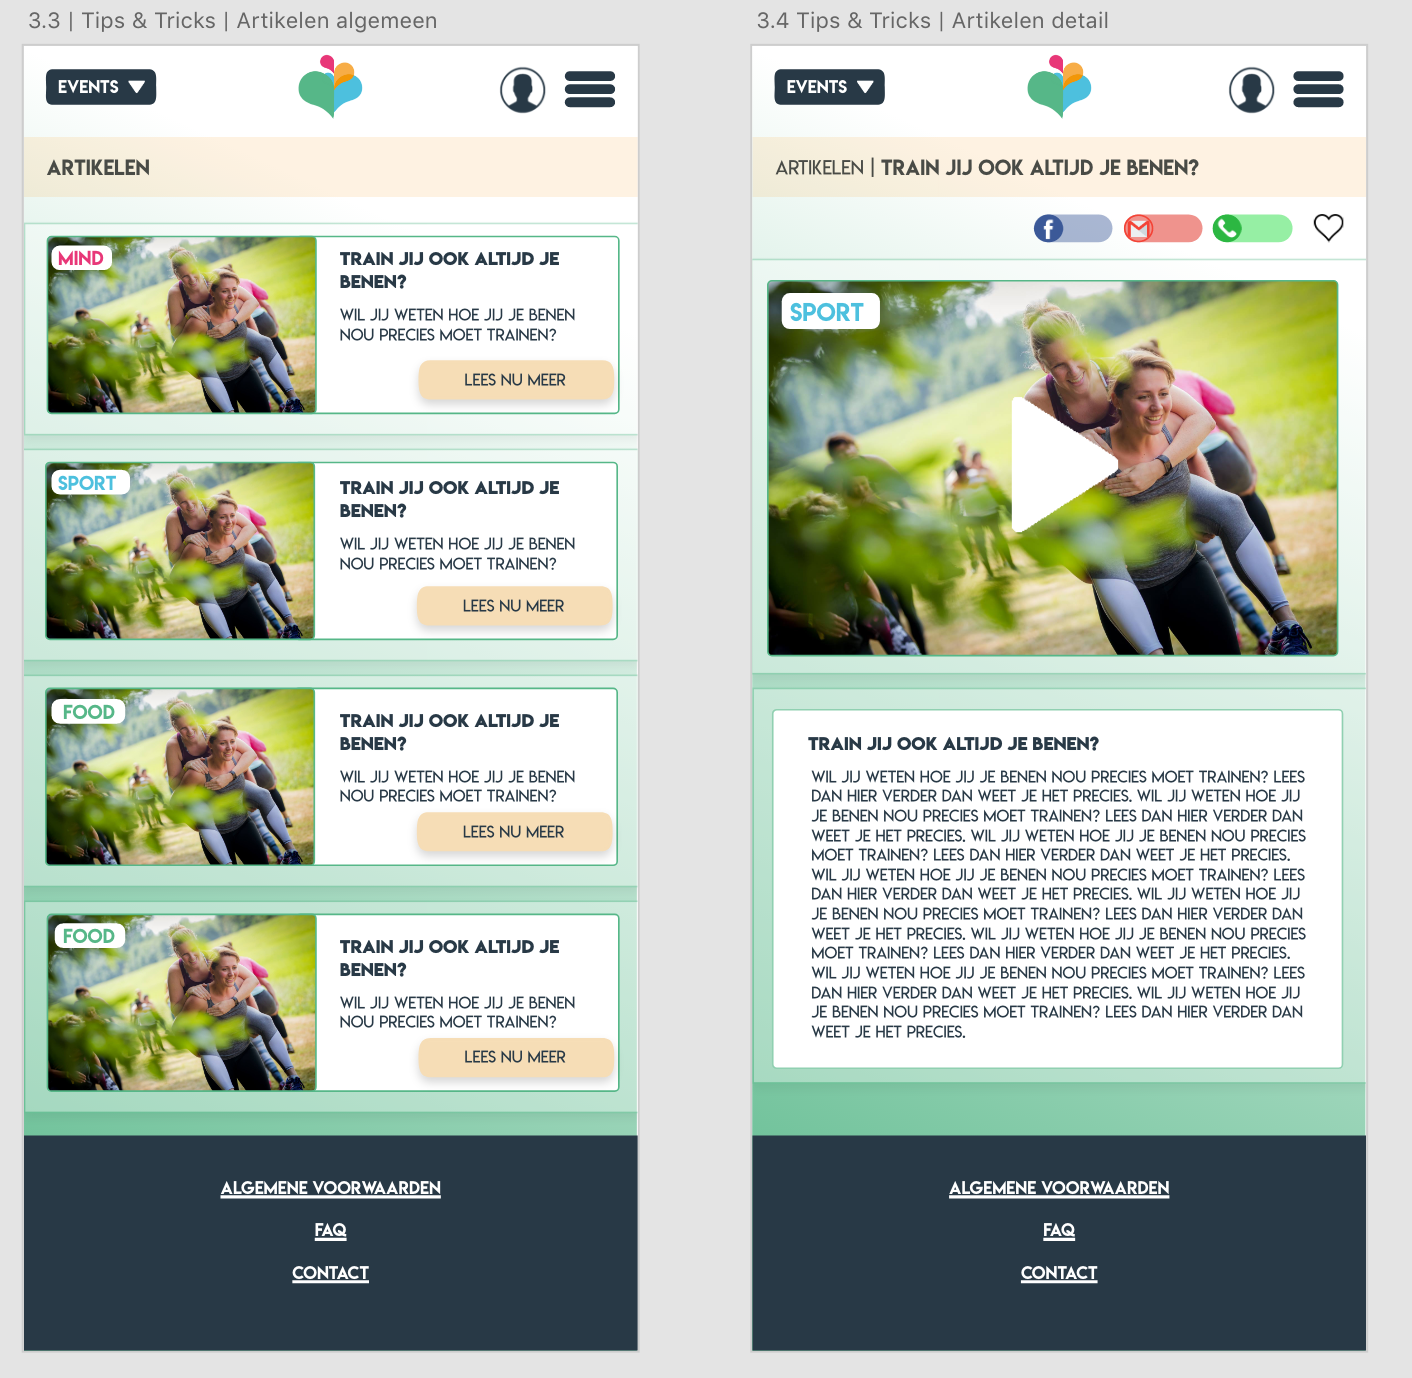 3.3 | Tips & Tricks | Artikelen algemeen
EVENTS
ARTIKELEN
MIND
TRAIN JIJ OOK ALTIJD JE
BENEN?
WIL JIJ WETEN HOE JIJ JE BENEN
NOU PRECIES MOET TRAINEN?
LEES NU MEER
SPORT
TRAIN JIJ OOK ALTIJD JE
BENEN?
WIL JIJ WETEN HOE JIJ JE BENEN
NOU PRECIES MOET TRAINEN?
LEES NU MEER
FOOD
TRAIN JIJ OOK ALTIJD JE
BENEN?
WIL JIJ WETEN HOE JIJ JE BENEN
NOU PRECIES MOET TRAINEN?
LEES NU MEER
FOOD
TRAIN JIJ OOK ALTIJD JE
BENEN?
WIL JIJ WETEN HOE JIJ JE BENEN
NOU PRECIES MOET TRAINEN?
LEES NU MEER
ALGEMENE VOORWAARDEN
FAQ
CONTACT
3.4 Tips & Tricks | Artikelen detail
EVENTS
ARTIKELEN | TRAIN JIJ OOK ALTIJD JE BENEN?
SPORT
TRAIN JIJ OOK ALTIJD JE BENEN?
WIL JIJ WETEN HOE JIJ JE BENEN NOU PRECIES MOET TRAINEN? LEES
DAN HIER VERDER DAN WEET JE HET PRECIES. WIL JIJ WETEN HOE JIJ
JE BENEN NOU PRECIES MOET TRAINEN? LEES DAN HIER VERDER DAN
WEET JE HET PRECIES. WIL JIJ WETEN HOE JIJ JE BENEN NOU PRECIES
MOET TRAINEN? LEES DAN HIER VERDER DAN WEET JE HET PRECIES.
WIL JIJ WETEN HOE JIJ JE BENEN NOU PRECIES MOET TRAINEN? LEES
DAN HIER VERDER DAN WEET JE HET PRECIES. WIL JIJ WETEN HOE JIJ
JE BENEN NOU PRECIES MOET TRAINEN? LEES DAN HIER VERDER DAN
WEET JE HET PRECIES. WIL JIJ WETEN HOE JIJ JE BENEN NOU PRECIES
MOET TRAINEN? LEES DAN HIER VERDER DAN WEET JE HET PRECIES.
WIL JIJ WETEN HOE JIJ JE BENEN NOU PRECIES MOET TRAINEN? LEES
DAN HIER VERDER DAN WEET JE HET PRECIES. WIL JIJ WETEN HOE JIJ
JE BENEN NOU PRECIES MOET TRAINEN? LEES DAN HIER VERDER DAN
WEET JE HET PRECIES.
ALGEMENE VOORWAARDEN
FAQ
CONTACT